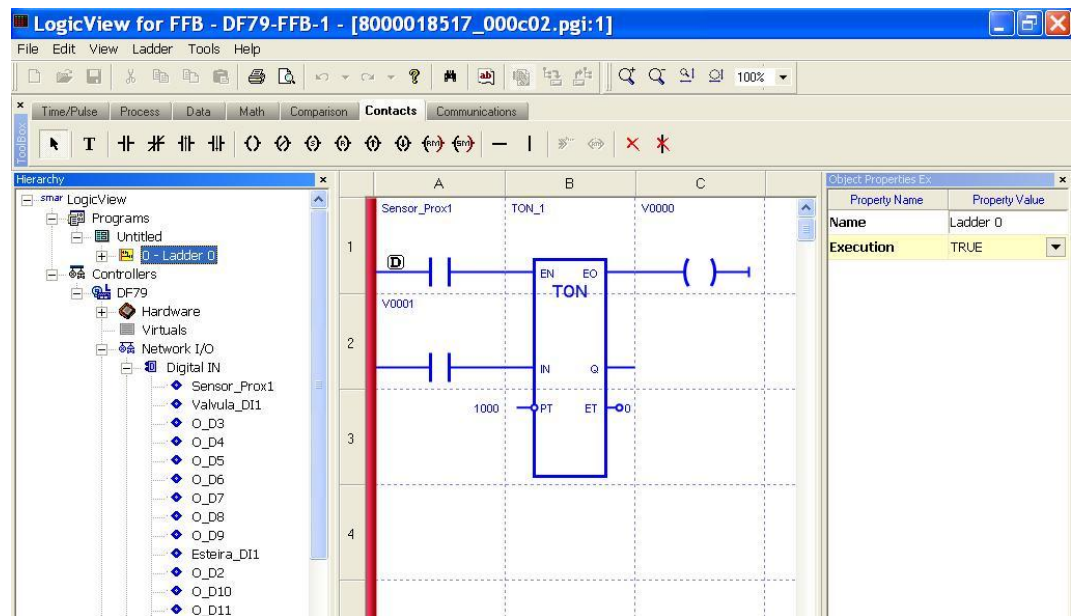 LogicView for FFB - DF79-FFB-1 - [8000018517_000c02.pgi:1]
File Edit View Ladder Tools Help
100%
Time/Pulse Process Data Math Comparison Contacts Communications
ToolBox
T
Hierarchy
smar LogicView
Programs
Untitled
0 - Ladder 0
Controllers
DF79
Hardware
Virtuals
Network I/O
Digital IN
Sensor_Prox1
Valvula_DI1
O_D3
O_D4
O_D5
O_D6
O_D7
O_D8
O_D9
Esteira_DI1
O_D2
O_D10
O_D11
A B C
Sensor_Prox1 TON_1 V0000
1
D
EN EO
TON
V0001
2
IN Q
1000 PT ET 0
3
4
Object Properties Ex
Property Name Property Value
Name Ladder 0
Execution TRUE